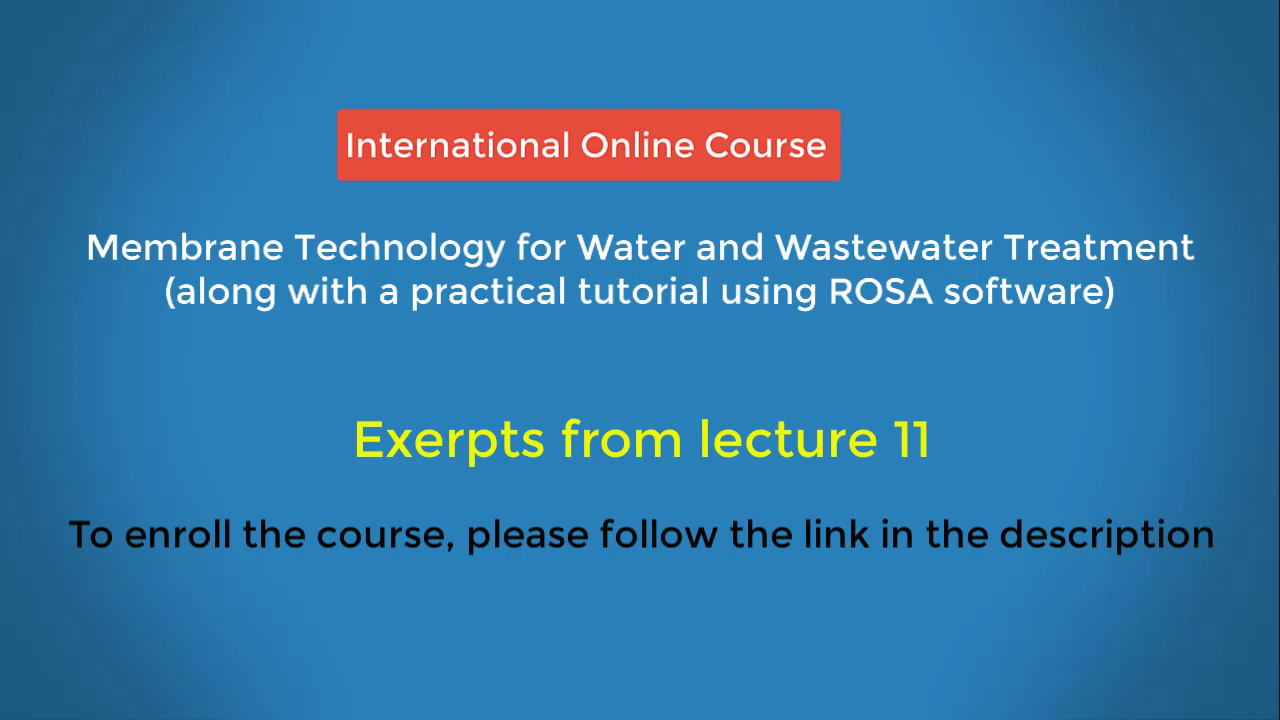 International Online Course
Membrane Technology for Water and Wastewater Treatment
(along with a practical tutorial using ROSA software)
Exerpts from lecture 11
To enroll the course, please follow the link in the description